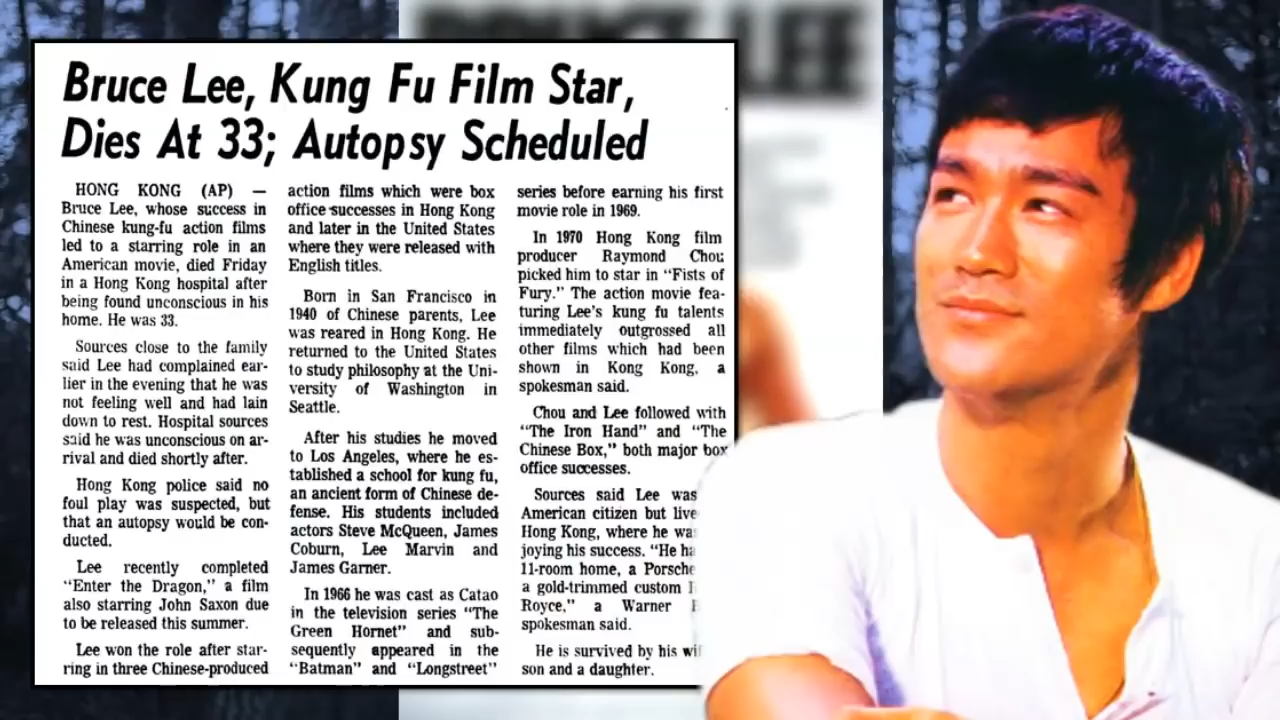 LEE
Bruce Lee, Kung Fu Film Star,
Dies At 33; Autopsy Scheduled
HONG KONG (AP) —
Bruce Lee, whose success in
Chinese kung-fu action films
led to a starring role in an
American movie, died Friday
in a Hong Kong hospital after
being found unconscious in his
home. He was 33.
Sources close to the family
said Lee had complained ear-
lier in the evening that he was
not feeling well and had lain
down to rest. Hospital sources
said he was unconscious on ar-
rival and died shortly after.
Hong Kong police said no
foul play was suspected, but
that an autopsy would be con-
ducted.
Lee recently completed
“Enter the Dragon,” a film
also starring John Saxon due
to be released this summer.
Lee won the role after star-
ring in three Chinese-produced
action films which were box
office successes in Hong Kong
and later in the United States
where they were released with
English titles.
Born in San Francisco in
1940 of Chinese parents, Lee
was reared in Hong Kong. He
returned to the United States
to study philosophy at the Uni-
versity of Washington in
Seattle.
After his studies he moved
to Los Angeles, where he es-
tablished a school for kung fu,
an ancient form of Chinese de-
fense. His students included
actors Steve McQueen, James
Coburn, Lee Marvin and
James Garner.
In 1966 he was cast as Catao
in the television series “The
Green Hornet” and sub-
sequently appeared in the
“Batman” and “Longstreet”
series before earning his first
movie role in 1969.
In 1970 Hong Kong film
producer Raymond Chou
picked him to star in “Fists of
Fury.” The action movie fea-
turing Lee's kung fu talents
immediately outgrossed all
other films which had been
shown in Kong Kong, a
spokesman said.
Chou and Lee followed with
“The Iron Hand” and “The
Chinese Box,” both major box
office successes.
Sources said Lee was
American citizen but
Hong Kong, where he
joying his success. “He
11-room home, a Porsche
a gold-trimmed custom
Royce,” a Warner
spokesman said.
He is survived by his
son and a daughter.